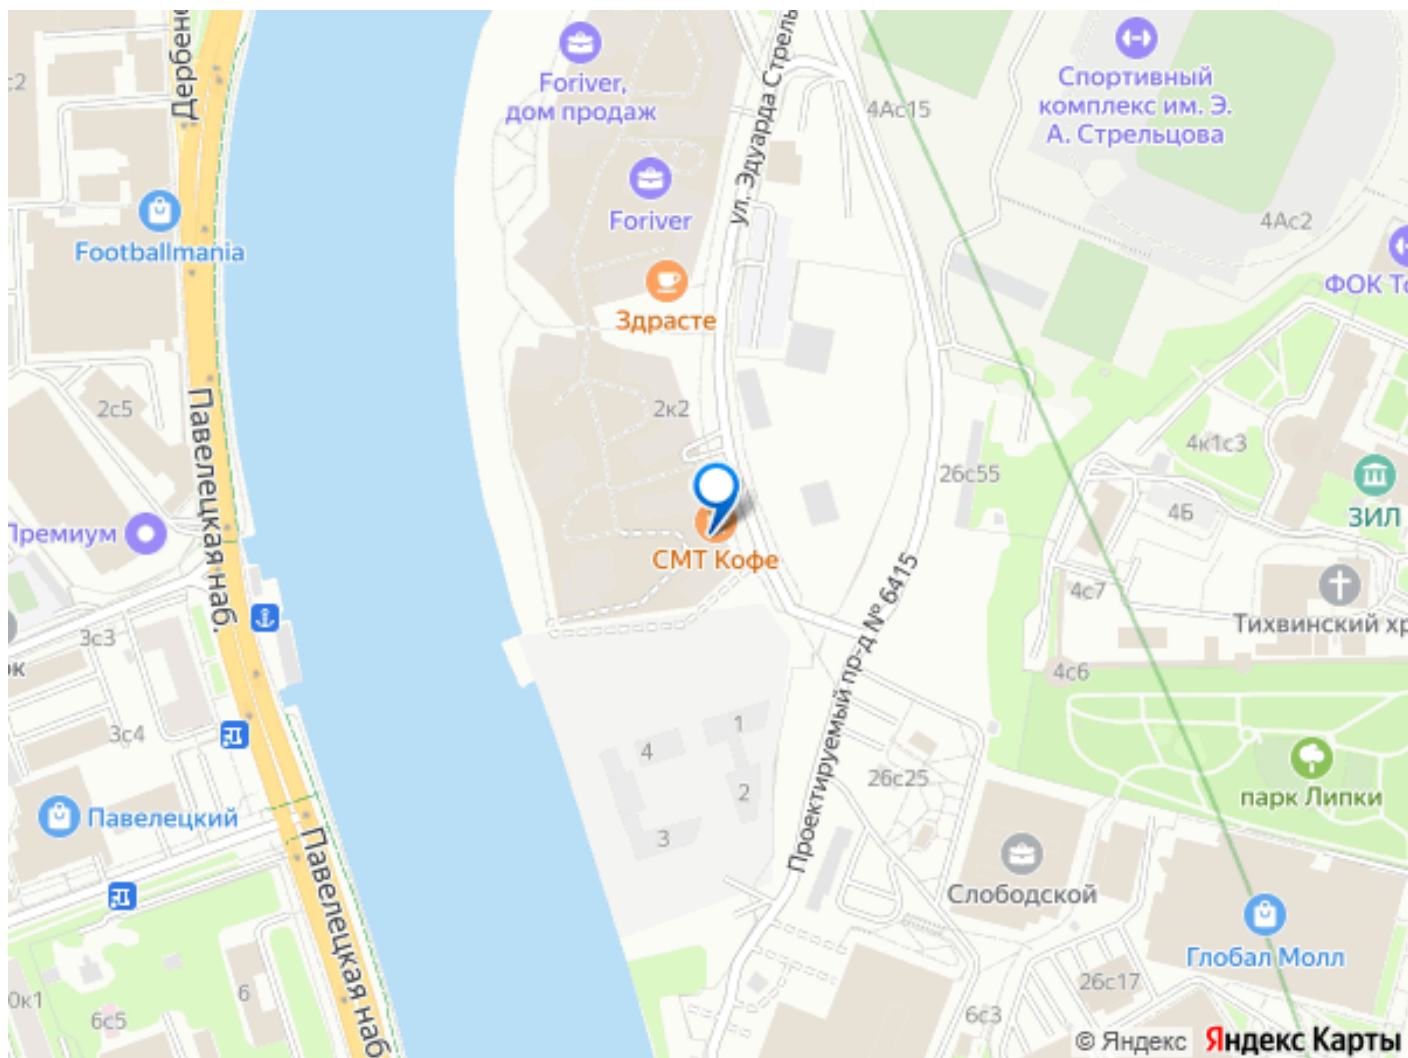 Дербен
2
Foriver,
дом продаж
ул. Эдуарда Стрель
4Ас15
Спортивный
комплекс им. Э.
А. Стрельцова
Foriver
4Ас2
Footballmania
ФОК То
Здрасте
2с5
2к2
Павелецкая наб.
4к1с3
26с55
4Б
ЗИЛ
Премиум
СМТ Кофе
4с7
Проектируемый пр-д № 6415
Тихвинский хр
3с3
ок
4с6
3с4
1
4
26с25
2
парк Липки
Павелецкий
3
Павелецкая наб
Слободской
Глобал Молл
26с17
0к1
6
6с5
6с3
© Яндекс Яндекс Карты